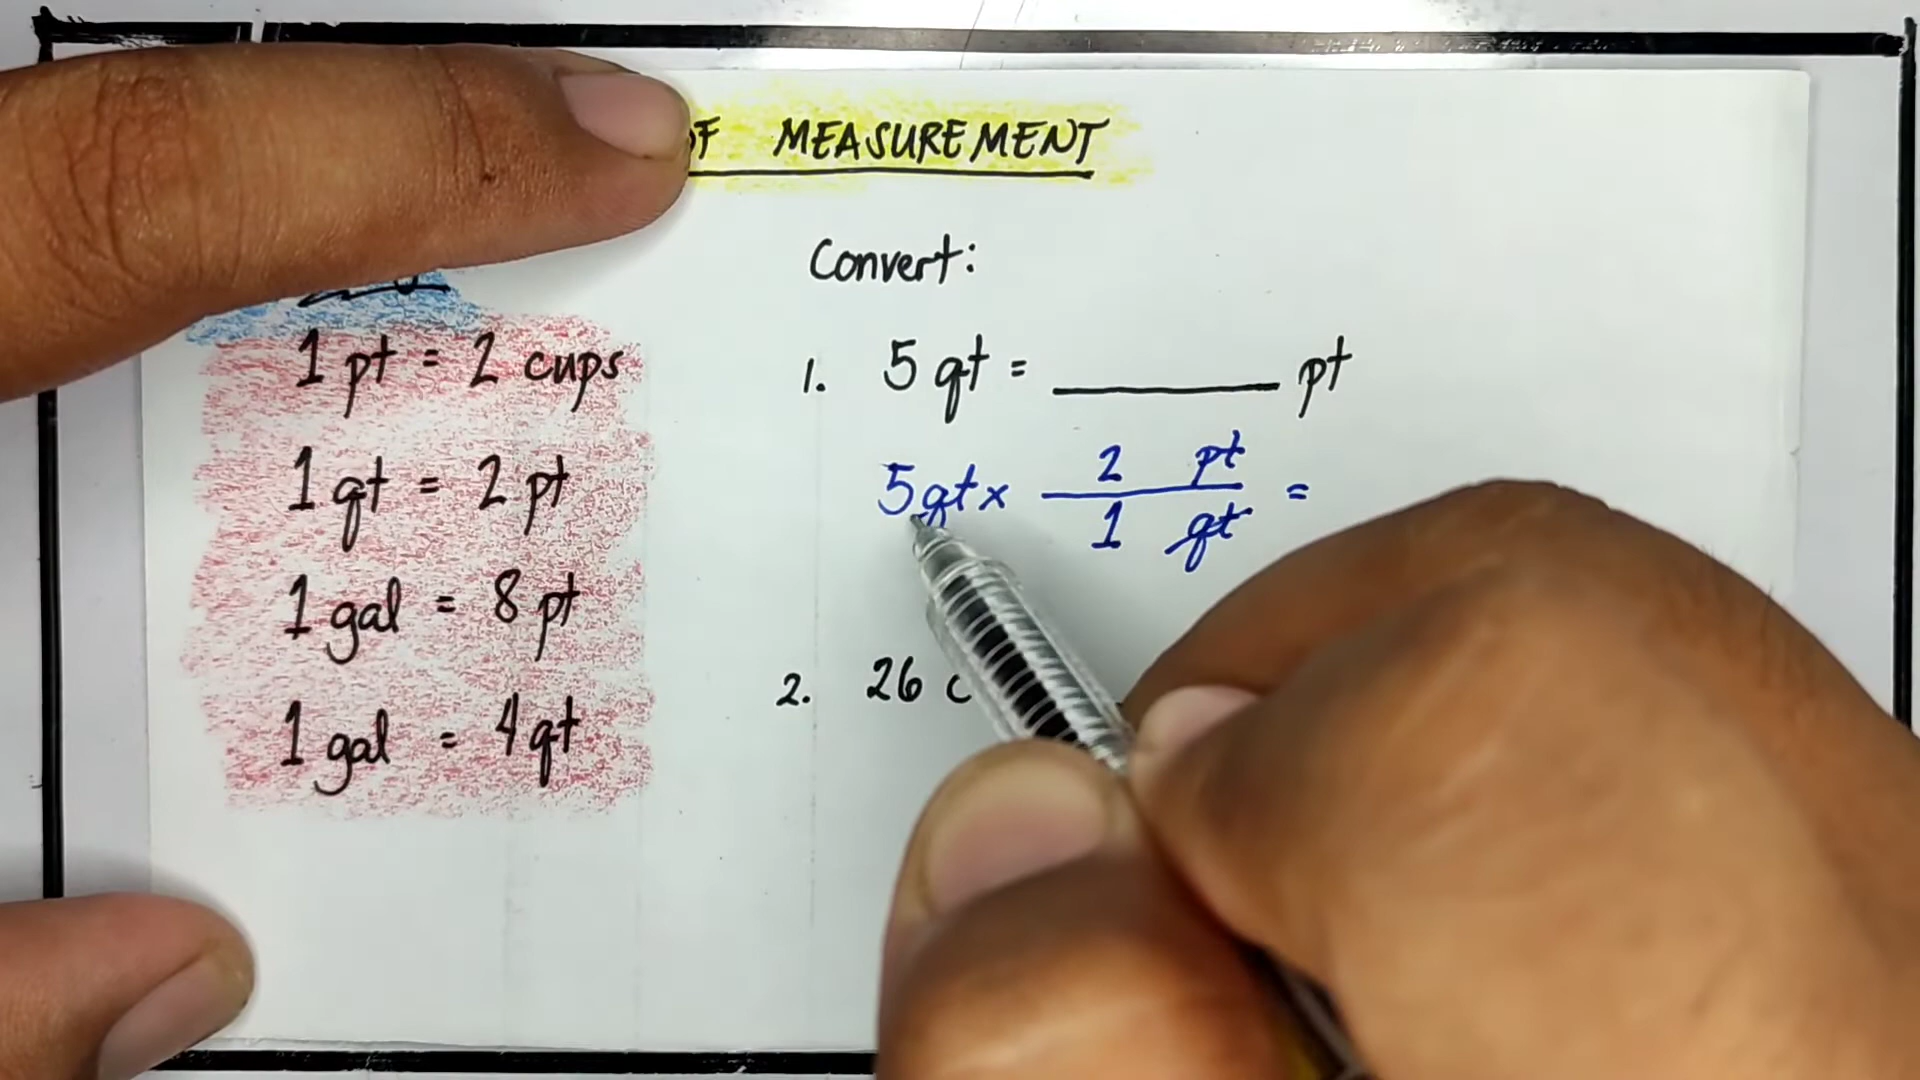 OF MEASUREMENT
1 pt = 2 cups
1 qt = 2 pt
1 gal = 8 pt
1 gal = 4 qt
Convert:
1. 5 qt = ________ pt
5 qt x 2 pt / 1 qt =
2. 26 c